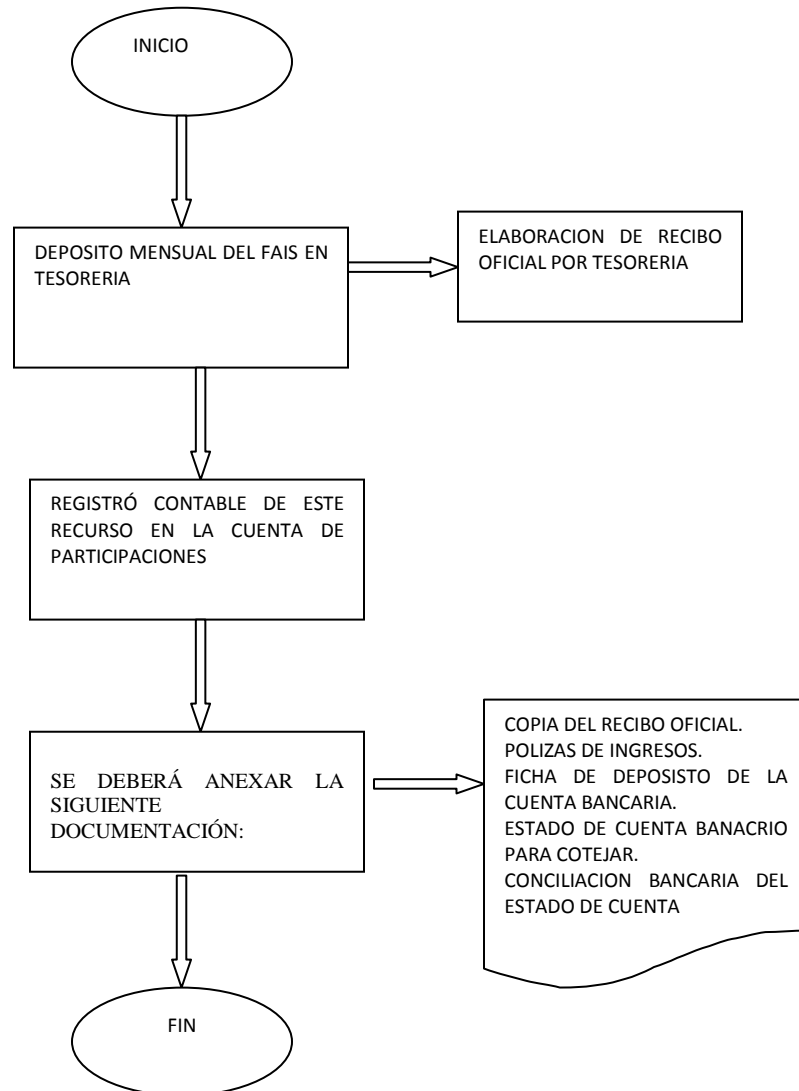 INICIO
DEPOSITO MENSUAL DEL FAIS EN
TESORERIA
ELABORACION DE RECIBO
OFICIAL POR TESORERIA
REGISTRÓ CONTABLE DE ESTE
RECURSO EN LA CUENTA DE
PARTICIPACIONES
SE DEBERÁ ANEXAR LA
SIGUIENTE
DOCUMENTACIÓN:
COPIA DEL RECIBO OFICIAL.
POLIZAS DE INGRESOS.
FICHA DE DEPOSISTO DE LA
CUENTA BANCARIA.
ESTADO DE CUENTA BANACRIO
PARA COTEJAR.
CONCILIACION BANCARIA DEL
ESTADO DE CUENTA
FIN